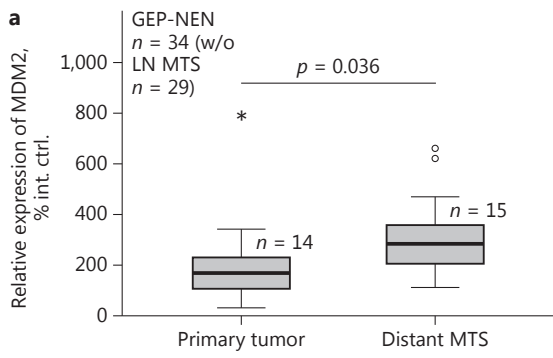 a
GEP-NEN
n = 34 (w/o
LN MTS
n = 29)
p = 0.036
Relative expression of MDM2,
% int. ctrl.
1,000
800
600
400
200
0
*
n = 14
n = 15
Primary tumor
Distant MTS